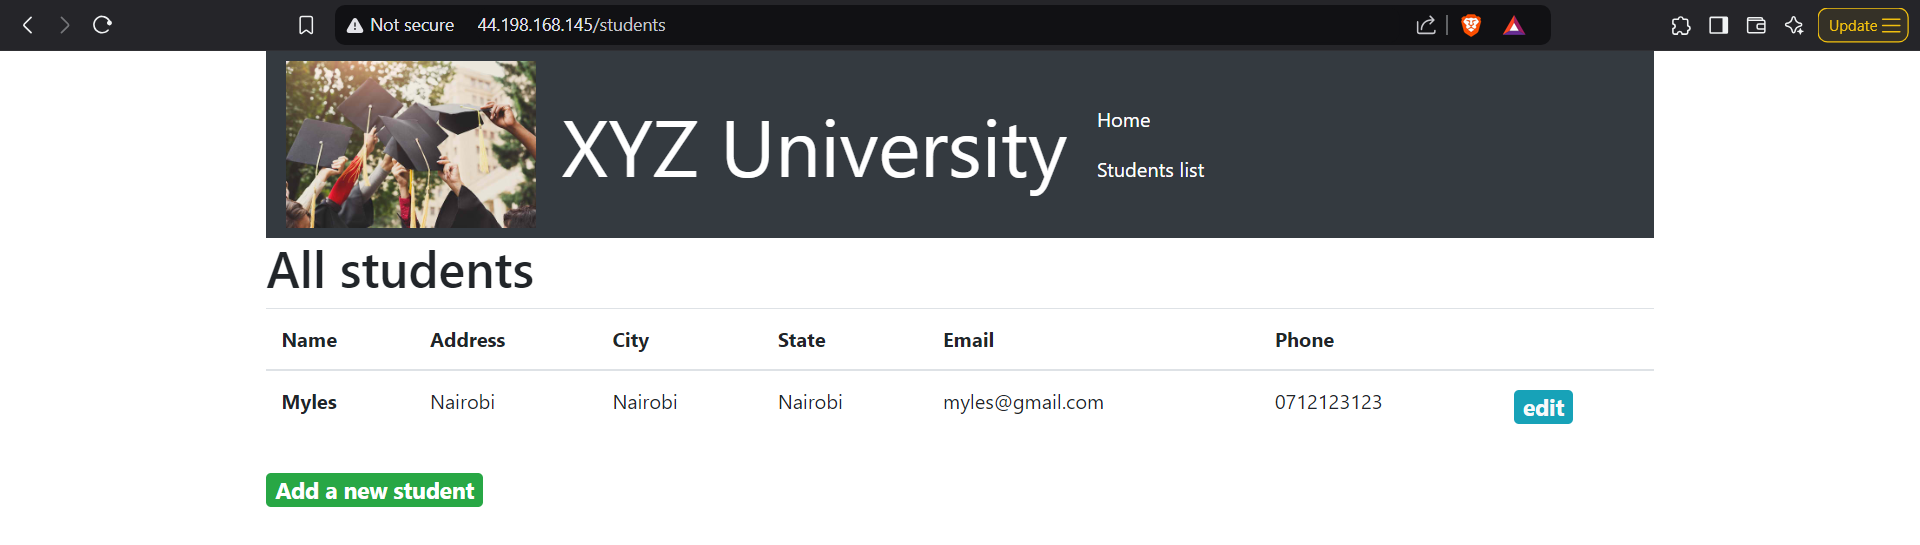 Not secure 44.198.168.145/students Update
XYZ University
Home
Students list
All students
Name Address City State Email Phone
Myles Nairobi Nairobi Nairobi myles@gmail.com 0712123123 edit
Add a new student